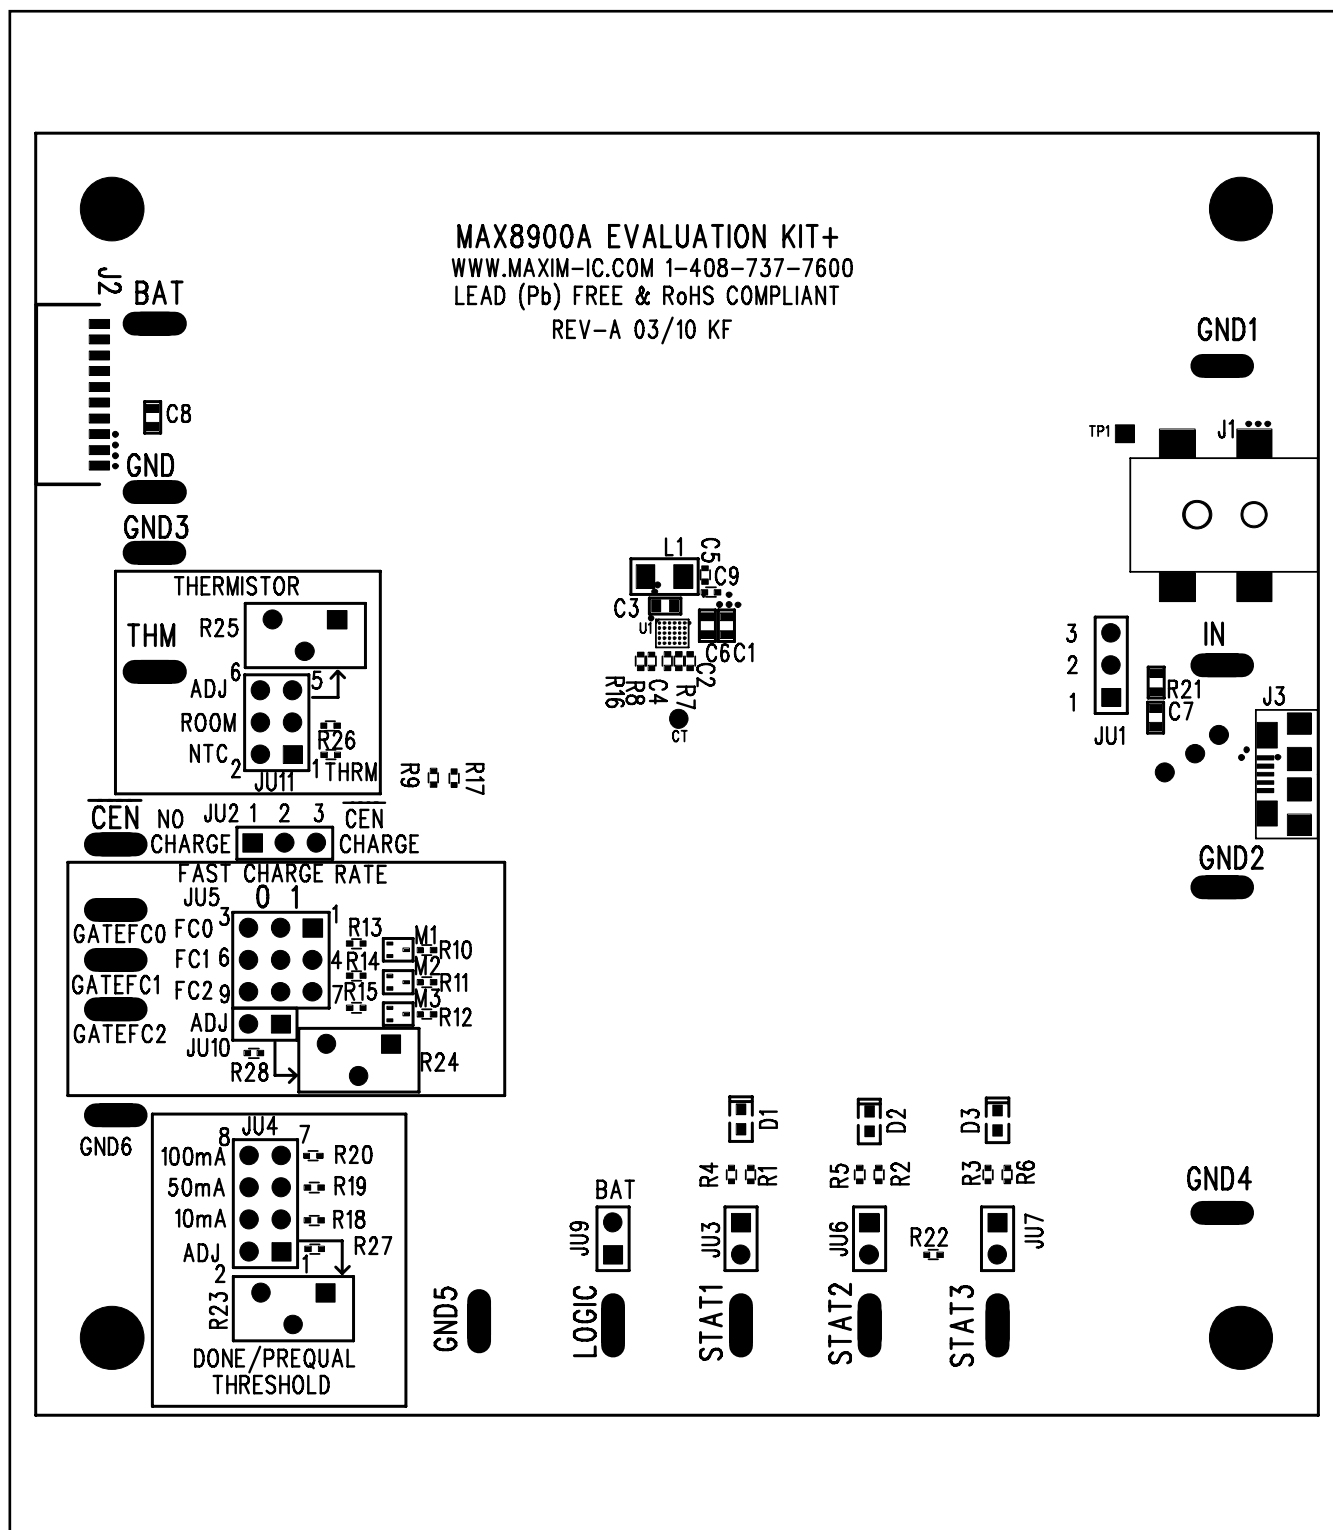 MAX8900A EVALUATION KIT+
WWW.MAXIM-IC.COM 1-408-737-7600
LEAD (Pb) FREE & RoHS COMPLIANT
REV-A 03/10 KF
J2
BAT
C8
GND
GND3
GND1
TP1
J1
THERMISTOR
R25
THM
6
5
ADJ
ROOM
NTC
R26
2
1
JU11
THRM
L1
C5
C9
C3
U1
C6
C1
C2
R16
R8
C4
R7
CT
3
2
1
JU1
IN
R21
C7
J3
R9
R17
CEN
NO
CHARGE
JU2
1 2 3
CEN
CHARGE
GND2
FAST CHARGE RATE
JU5
0 1
3
1
FC0
GATEFC0
FC1
6
4
GATEFC1
FC2
9
7
GATEFC2
ADJ
JU10
R13
R14
R15
M1
R10
M2
R11
M3
R12
R28
R24
GND6
JU4
8
7
100mA
R20
50mA
R19
10mA
R18
ADJ
R27
2
1
R23
DONE/PREQUAL
THRESHOLD
GND5
BAT
JU9
LOGIC
D1
R4
R1
JU3
STAT1
D2
R5
R2
JU6
STAT2
R22
D3
R3
R6
JU7
STAT3
GND4